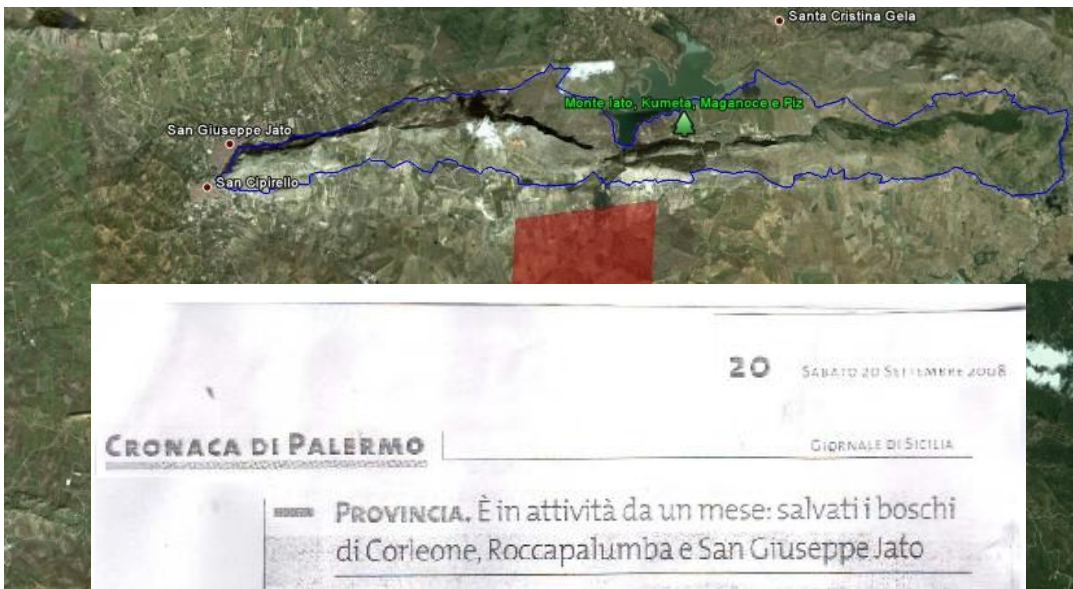 Santa Cristina Gela
Monte Iato, Kumeta, Maganoce e Piz
San Giuseppe Jato
San Cipirello
20 SABATO 20 SETTEMBRE 2008
CRONACA DI PALERMO
GIORNALE DI SICILIA
PROVINCIA. È in attività da un mese: salvati i boschi
di Corleone, Roccapalumba e San Giuseppe Jato